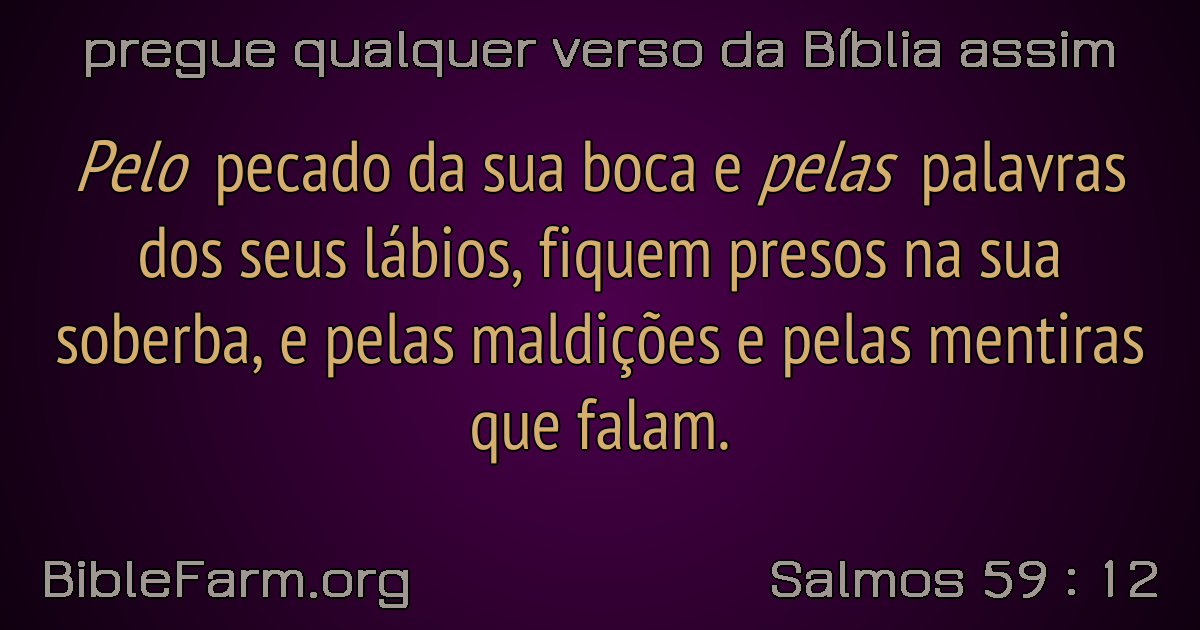 pregue qualquer verso da Bíblia assim
Pelo pecado da sua boca e pelas palavras
dos seus lábios, fiquem presos na sua
soberba, e pelas maldições e pelas mentiras
que falam.
BibleFarm.org
Salmos 59 : 12